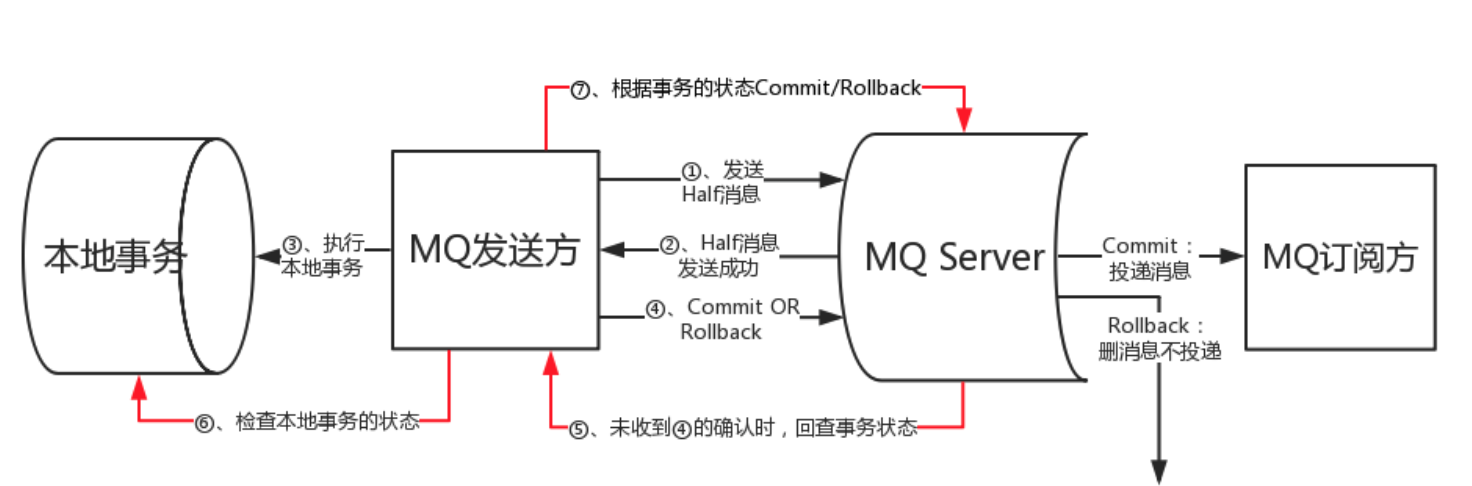 ⑦、根据事务的状态Commit/Rollback
①、发送
Half消息
本地事务
③、执行
本地事务
MQ发送方
②、Half消息
发送成功
MQ Server
Commit：
投递消息
MQ订阅方
④、Commit OR
Rollback
Rollback：
删消息不投递
⑥、检查本地事务的状态
⑤、未收到④的确认时，回查事务状态